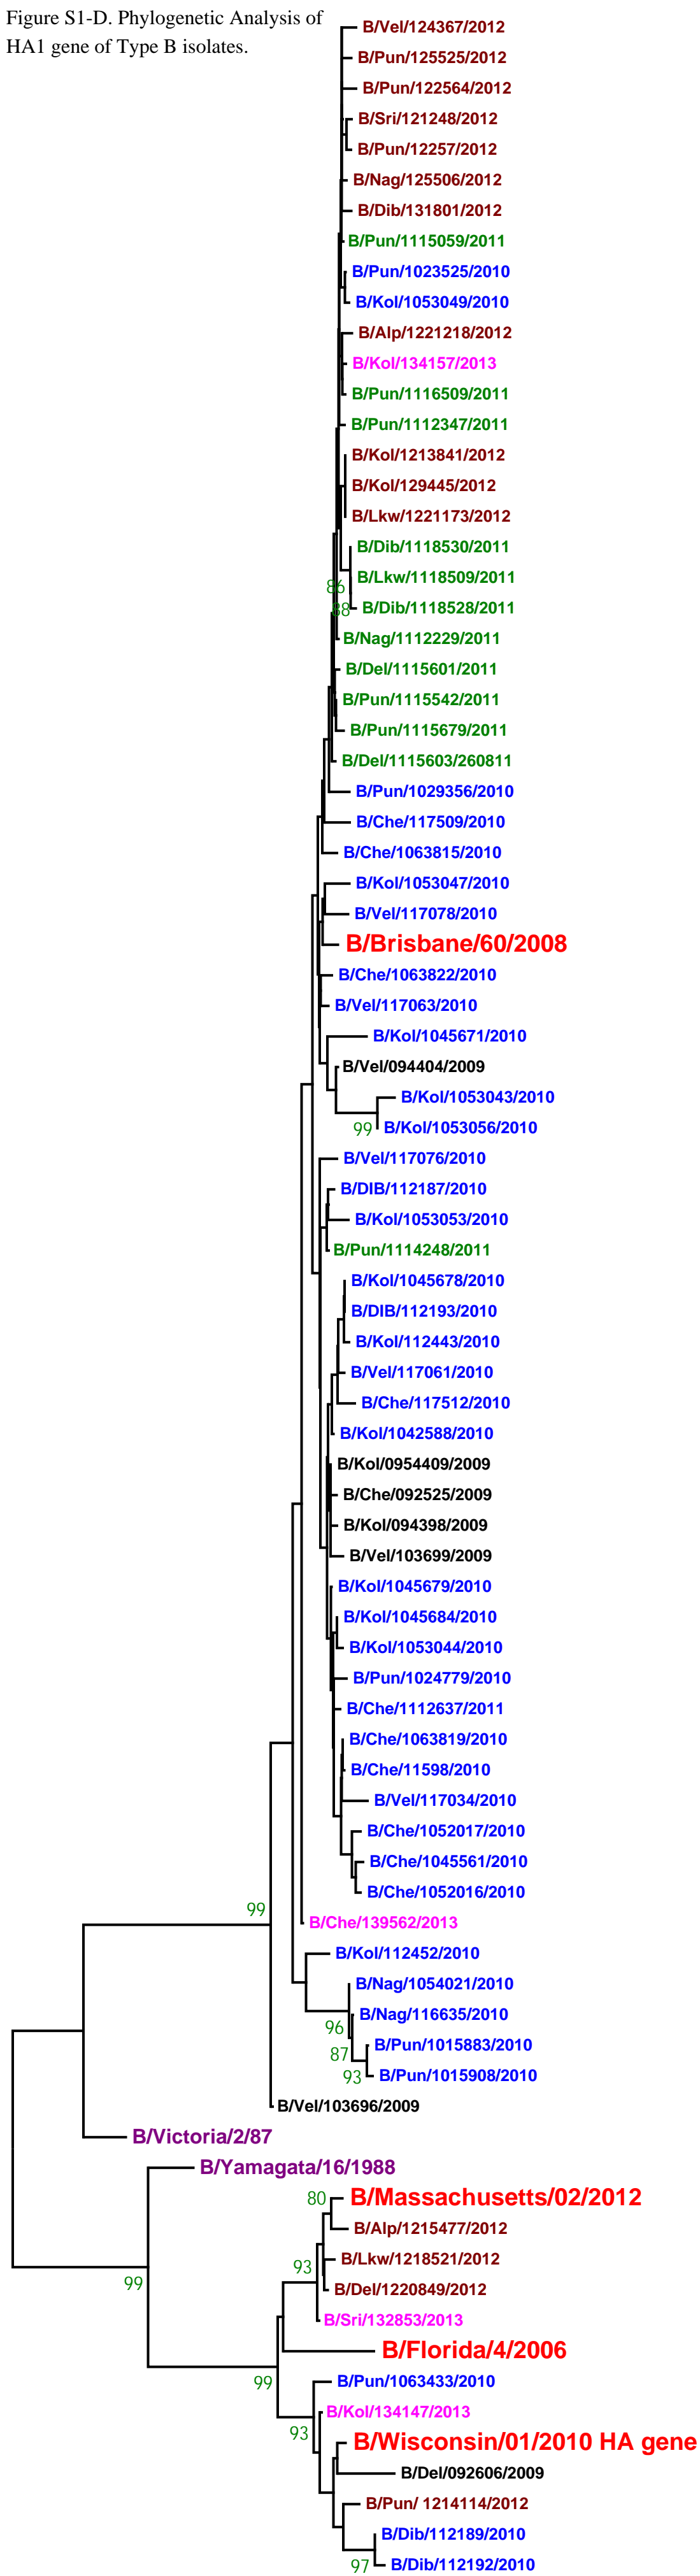 Figure S1-D. Phylogenetic Analysis of
HA1 gene of Type B isolates.
B/Vel/124367/2012
B/Pun/125525/2012
B/Pun/122564/2012
B/Sri/121248/2012
B/Pun/12257/2012
B/Nag/125506/2012
B/Dib/131801/2012
B/Pun/1115059/2011
B/Pun/1023525/2010
B/Kol/1053049/2010
B/Alp/1221218/2012
B/Kol/134157/2013
B/Pun/1116509/2011
B/Pun/1112347/2011
B/Kol/1213841/2012
B/Kol/129445/2012
B/Lkw/1221173/2012
B/Dib/1118530/2011
B/Lkw/1118509/2011
86
B/Dib/1118528/2011
88
B/Nag/1112229/2011
B/Del/1115601/2011
B/Pun/1115542/2011
B/Pun/1115679/2011
B/Del/1115603/260811
B/Pun/1029356/2010
B/Che/117509/2010
B/Che/1063815/2010
B/Kol/1053047/2010
B/Vel/117078/2010
B/Brisbane/60/2008
B/Che/1063822/2010
B/Vel/117063/2010
B/Kol/1045671/2010
B/Vel/094404/2009
B/Kol/1053043/2010
99
B/Kol/1053056/2010
B/Vel/117076/2010
B/DIB/112187/2010
B/Kol/1053053/2010
B/Pun/1114248/2011
B/Kol/1045678/2010
B/DIB/112193/2010
B/Kol/112443/2010
B/Vel/117061/2010
B/Che/117512/2010
B/Kol/1042588/2010
B/Kol/0954409/2009
B/Che/092525/2009
B/Kol/094398/2009
B/Vel/103699/2009
B/Kol/1045679/2010
B/Kol/1045684/2010
B/Kol/1053044/2010
B/Pun/1024779/2010
B/Che/1112637/2011
B/Che/1063819/2010
B/Che/11598/2010
B/Vel/117034/2010
B/Che/1052017/2010
B/Che/1045561/2010
B/Che/1052016/2010
99
B/Che/139562/2013
B/Kol/112452/2010
B/Nag/1054021/2010
B/Nag/116635/2010
96
B/Pun/1015883/2010
87
B/Pun/1015908/2010
93
B/Vel/103696/2009
B/Victoria/2/87
B/Yamagata/16/1988
80
B/Massachusetts/02/2012
B/Alp/1215477/2012
B/Lkw/1218521/2012
93
99
B/Del/1220849/2012
B/Sri/132853/2013
B/Florida/4/2006
99
B/Pun/1063433/2010
B/Kol/134147/2013
93
B/Wisconsin/01/2010 HA gene
B/Del/092606/2009
B/Pun/ 1214114/2012
B/Dib/112189/2010
97
B/Dib/112192/2010